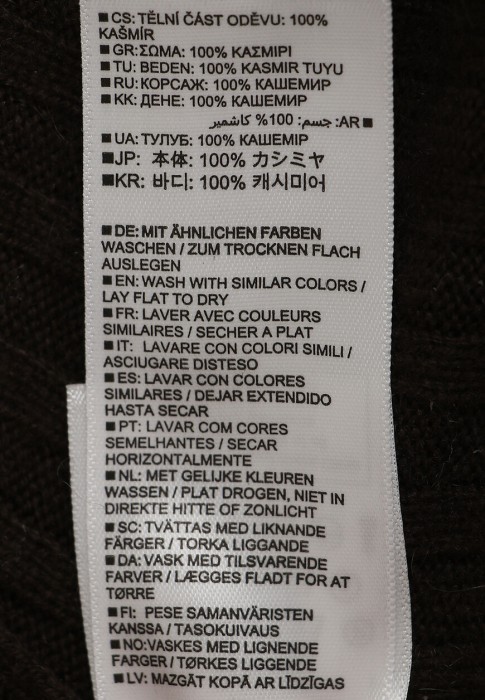 ■CS: TĚLNÍ ČÁST ODĚVU: 100%
KAŠMÍR
■GR:ΣΩΜΑ: 100% ΚΑΣΜΙΡΙ
■TU: BEDEN: 100% KASMIR TUYU
■RU: КОРСАЖ: 100% КАШЕМИР
■KK: ДЕНЕ: 100% КАШЕМИР
■AR: جسم: 100% كاشمير
■UA: ТУЛУБ: 100% КАШЕМИР
■JP: 本体: 100% カシミヤ
■KR: 바디: 100% 캐시미어
■DE: MIT ÄHNLICHEN FARBEN
WASCHEN / ZUM TROCKNEN FLACH
AUSLEGEN
■EN: WASH WITH SIMILAR COLORS /
LAY FLAT TO DRY
■FR: LAVER AVEC COULEURS
SIMILAIRES / SECHER A PLAT
■IT: LAVARE CON COLORI SIMILI /
ASCIUGARE DISTESO
■ES: LAVAR CON COLORES
SIMILARES / DEJAR EXTENDIDO
HASTA SECAR
■PT: LAVAR COM CORES
SEMELHANTES / SECAR
HORIZONTALMENTE
■NL: MET GELIJKE KLEUREN
WASSEN / PLAT DROGEN, NIET IN
DIREKTE HITTE OF ZONLICHT
■SC: TVÄTTAS MED LIKNANDE
FÄRGER / TORKA LIGGANDE
■DA: VASK MED TILSVARENDE
FARVER / LÆGGES FLADT FOR AT
TØRRE
■FI: PESE SAMANVÄRISTEN
KANSSA / TASOKUIVAUS
■NO:VASKES MED LIGNENDE
FARGER / TØRKES LIGGENDE
■LV: MAZGĀT KOPĀ AR LĪDZĪGAS